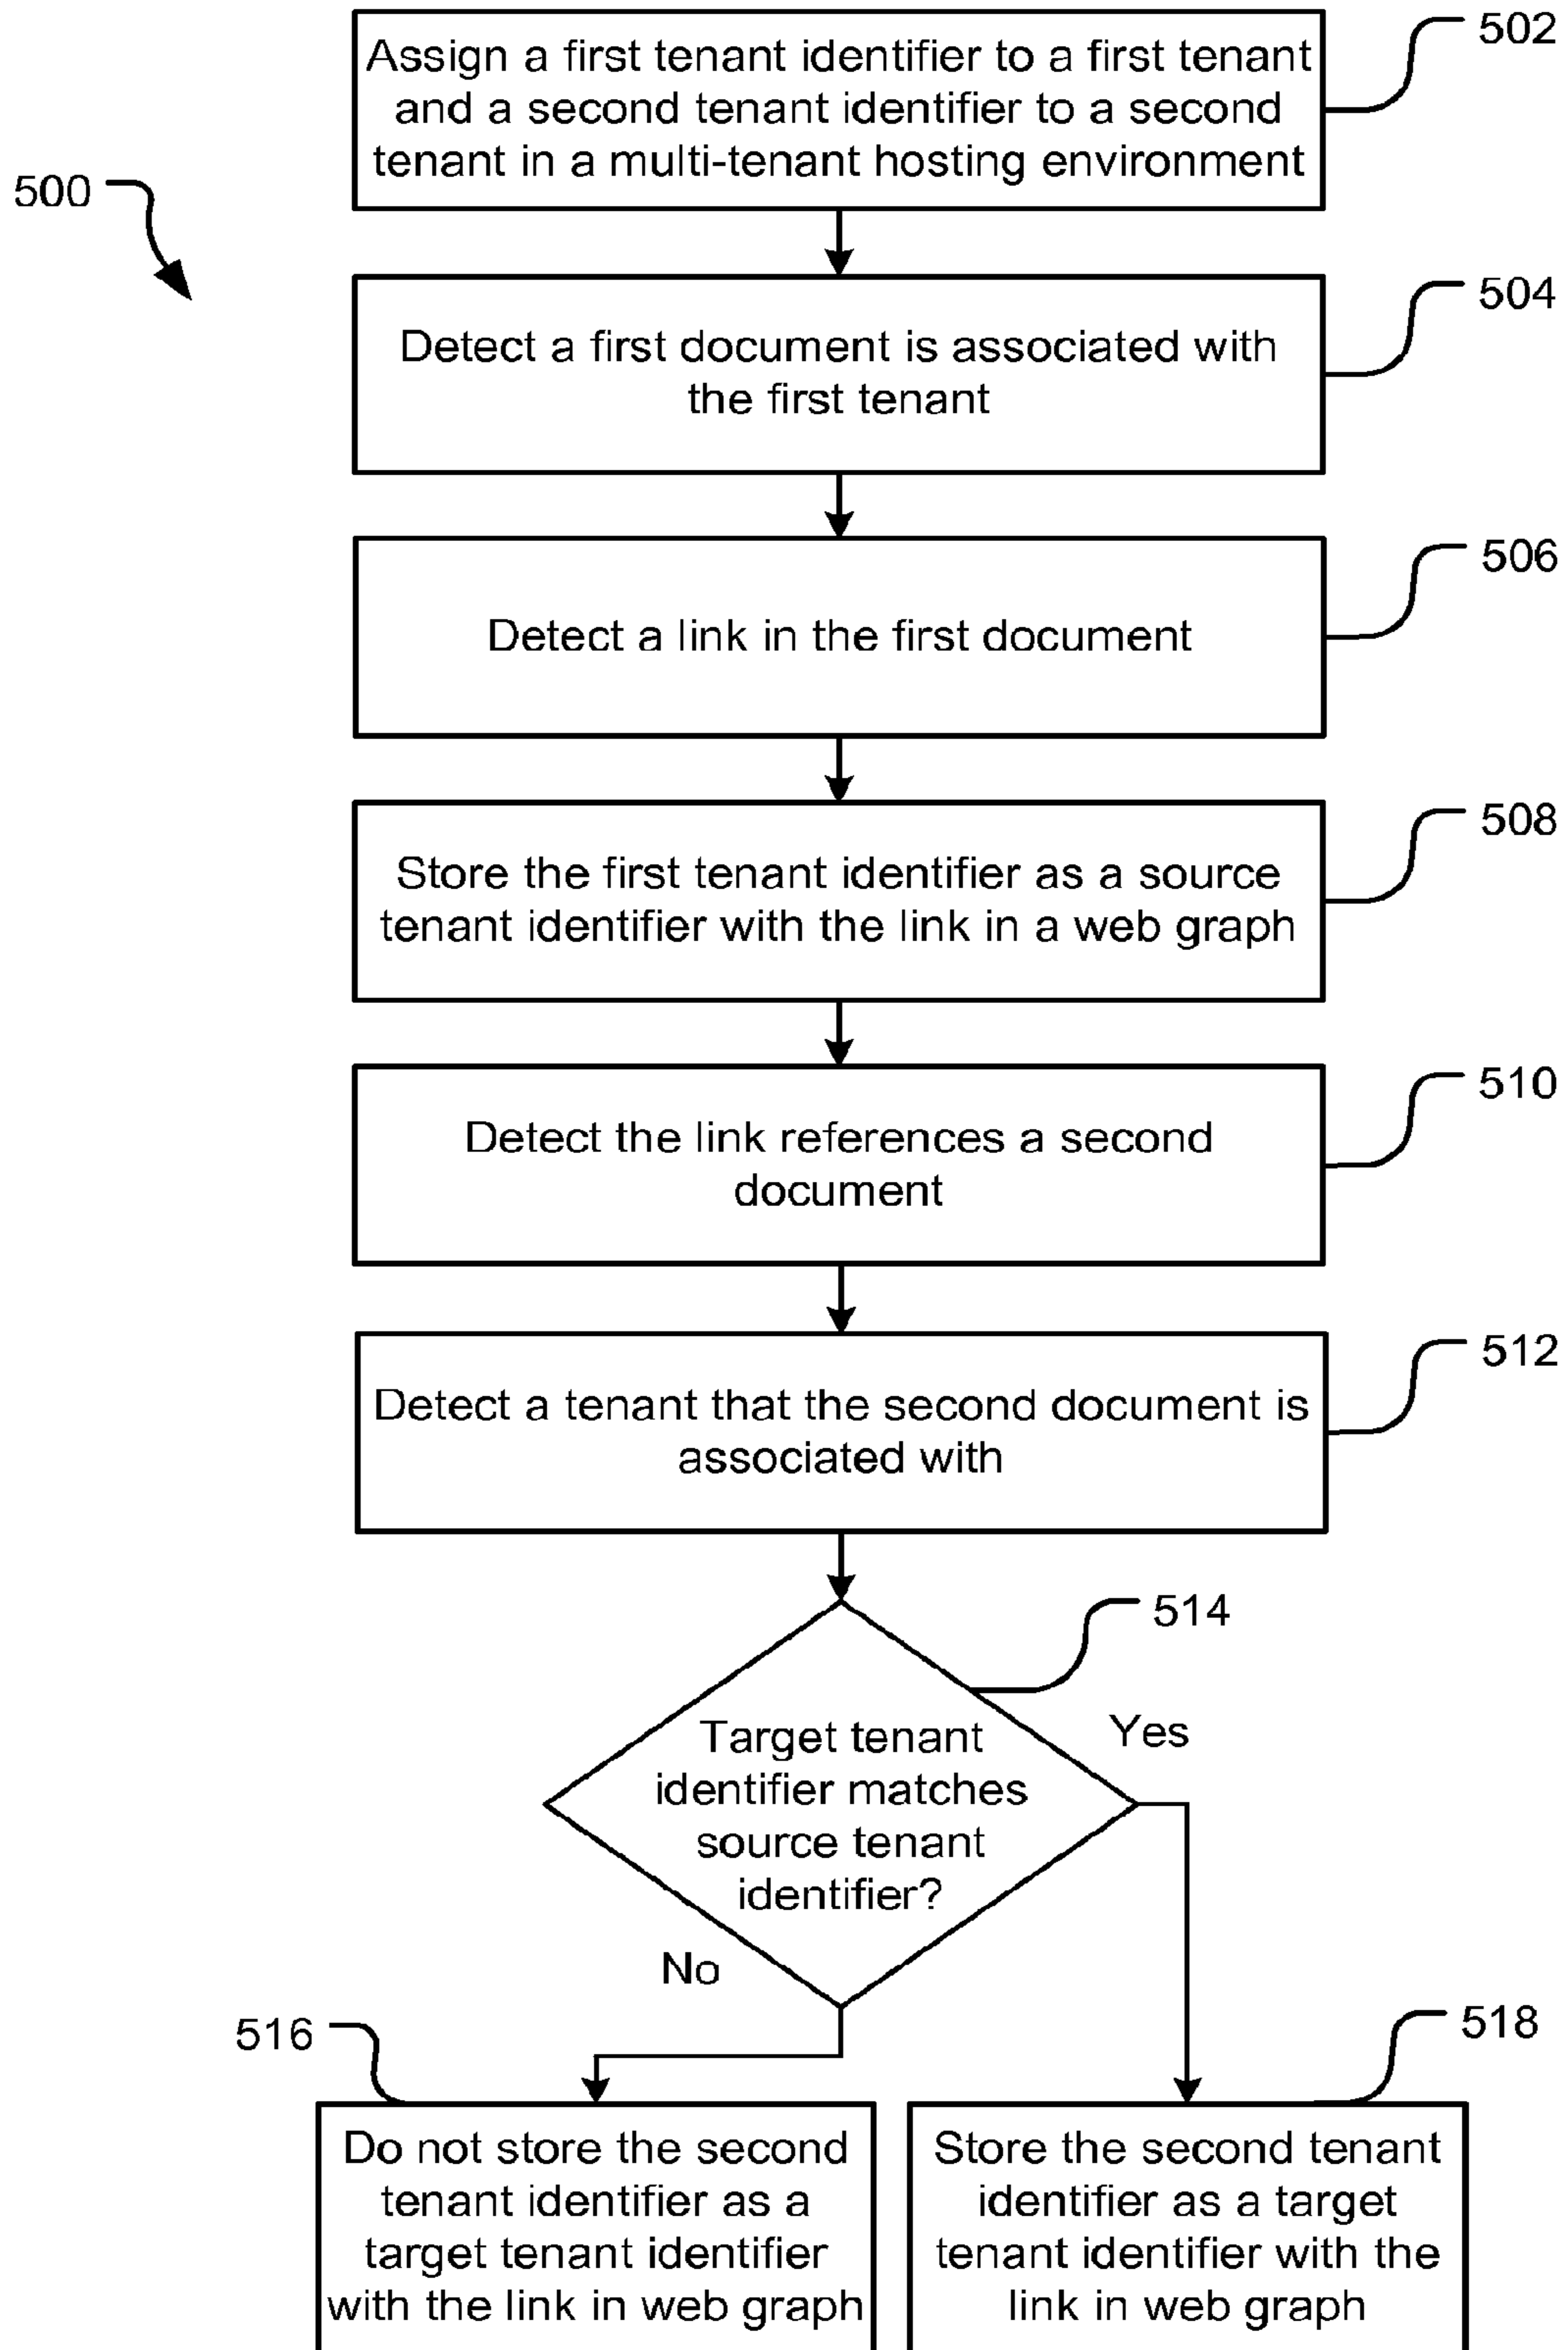 502
Assign a first tenant identifier to a first tenant
and a second tenant identifier to a second
tenant in a multi-tenant hosting environment
500
504
Detect a first document is associated with
the first tenant
506
Detect a link in the first document
508
Store the first tenant identifier as a source
tenant identifier with the link in a web graph
510
Detect the link references a second
document
512
Detect a tenant that the second document is
associated with
514
Target tenant
identifier matches
source tenant
identifier?
Yes
No
516
Do not store the second
tenant identifier as a
target tenant identifier
with the link in web graph
518
Store the second tenant
identifier as a target
tenant identifier with the
link in web graph